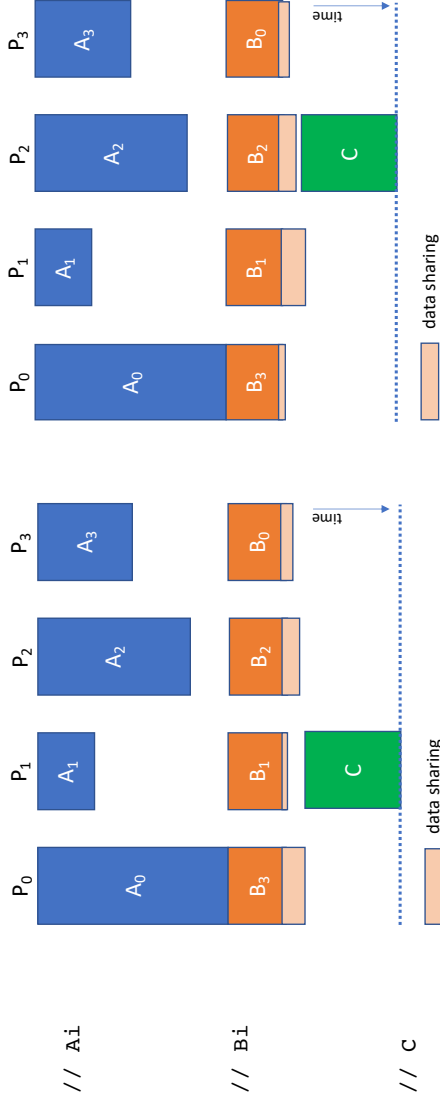 // Ai
// Bi
// C
P0 P1 P2 P3
A0 A1 A2 A3
B3 B1 B2 B0
C
time
data sharing
P0 P1 P2 P3
A0 A1 A2 A3
B3 B1 B2 B0
C
time
data sharing